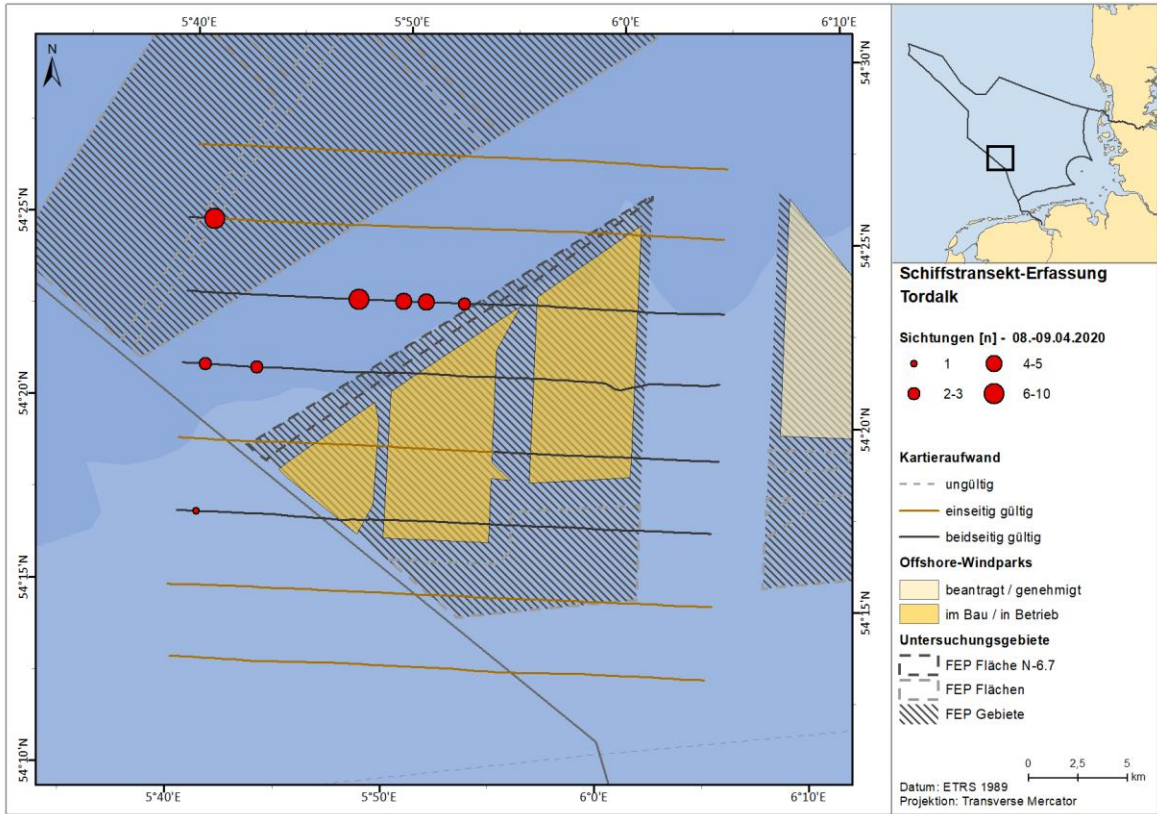 5°40'E
5°50'E
6°0'E
6°10'E
N
54°30'N
54°25'N
54°25'N
54°20'N
54°20'N
54°15'N
54°15'N
54°10'N
5°40'E
5°50'E
6°0'E
6°10'E
Schiffstransekt-Erfassung
Tordalk
Sichtungen [n] - 08.-09.04.2020
1
4-5
2-3
6-10
Kartieraufwand
ungültig
einseitig gültig
beidseitig gültig
Offshore-Windparks
beantragt / genehmigt
im Bau / in Betrieb
Untersuchungsgebiete
FEP Fläche N-6.7
FEP Flächen
FEP Gebiete
0 2,5 5
km
Datum: ETRS 1989
Projektion: Transverse Mercator